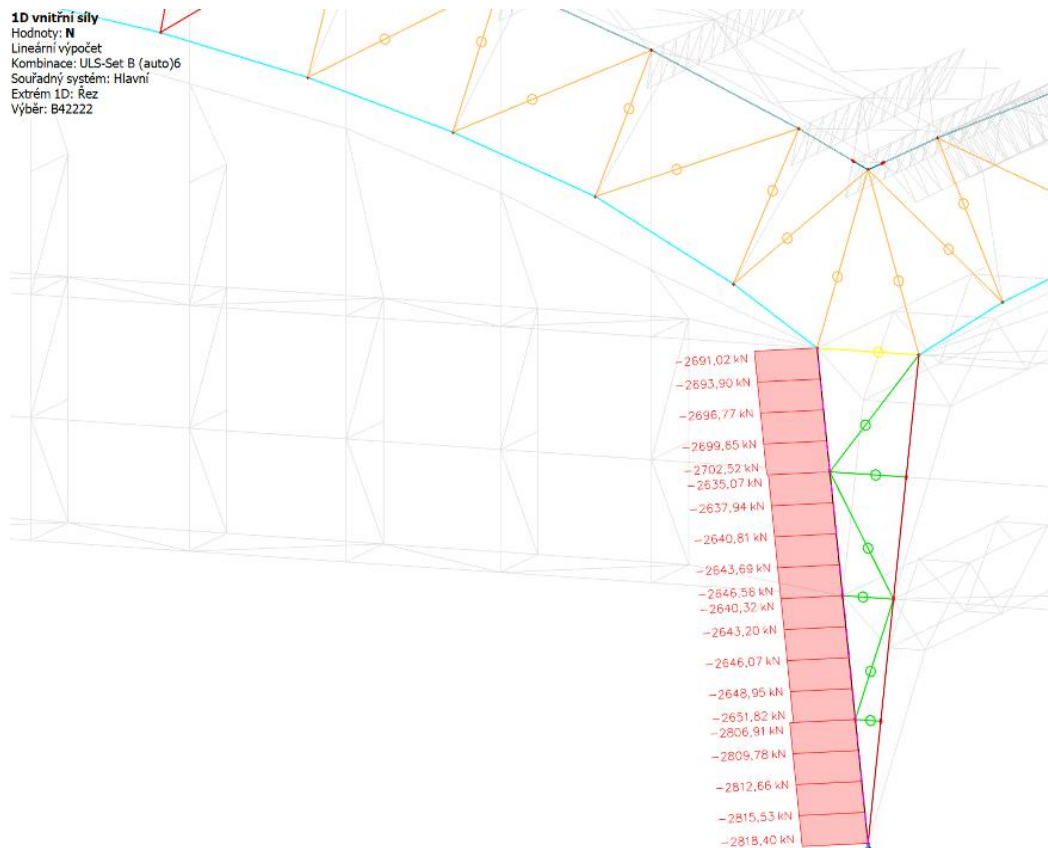 1D vnitřní síly
Hodnoty: N
Lineární výpočet
Kombinace: ULS-Set B (auto)6
Souřadný systém: Hlavní
Extrém 1D: Řez
Výběr: B42222
-2691,02 kN
-2693,90 kN
-2696,77 kN
-2699,65 kN
-2702,52 kN
-2635,07 kN
-2637,94 kN
-2640,81 kN
-2643,69 kN
-2646,56 kN
-2640,32 kN
-2643,20 kN
-2646,07 kN
-2648,95 kN
-2651,82 kN
-2806,91 kN
-2809,78 kN
-2812,66 kN
-2815,53 kN
-2818,40 kN